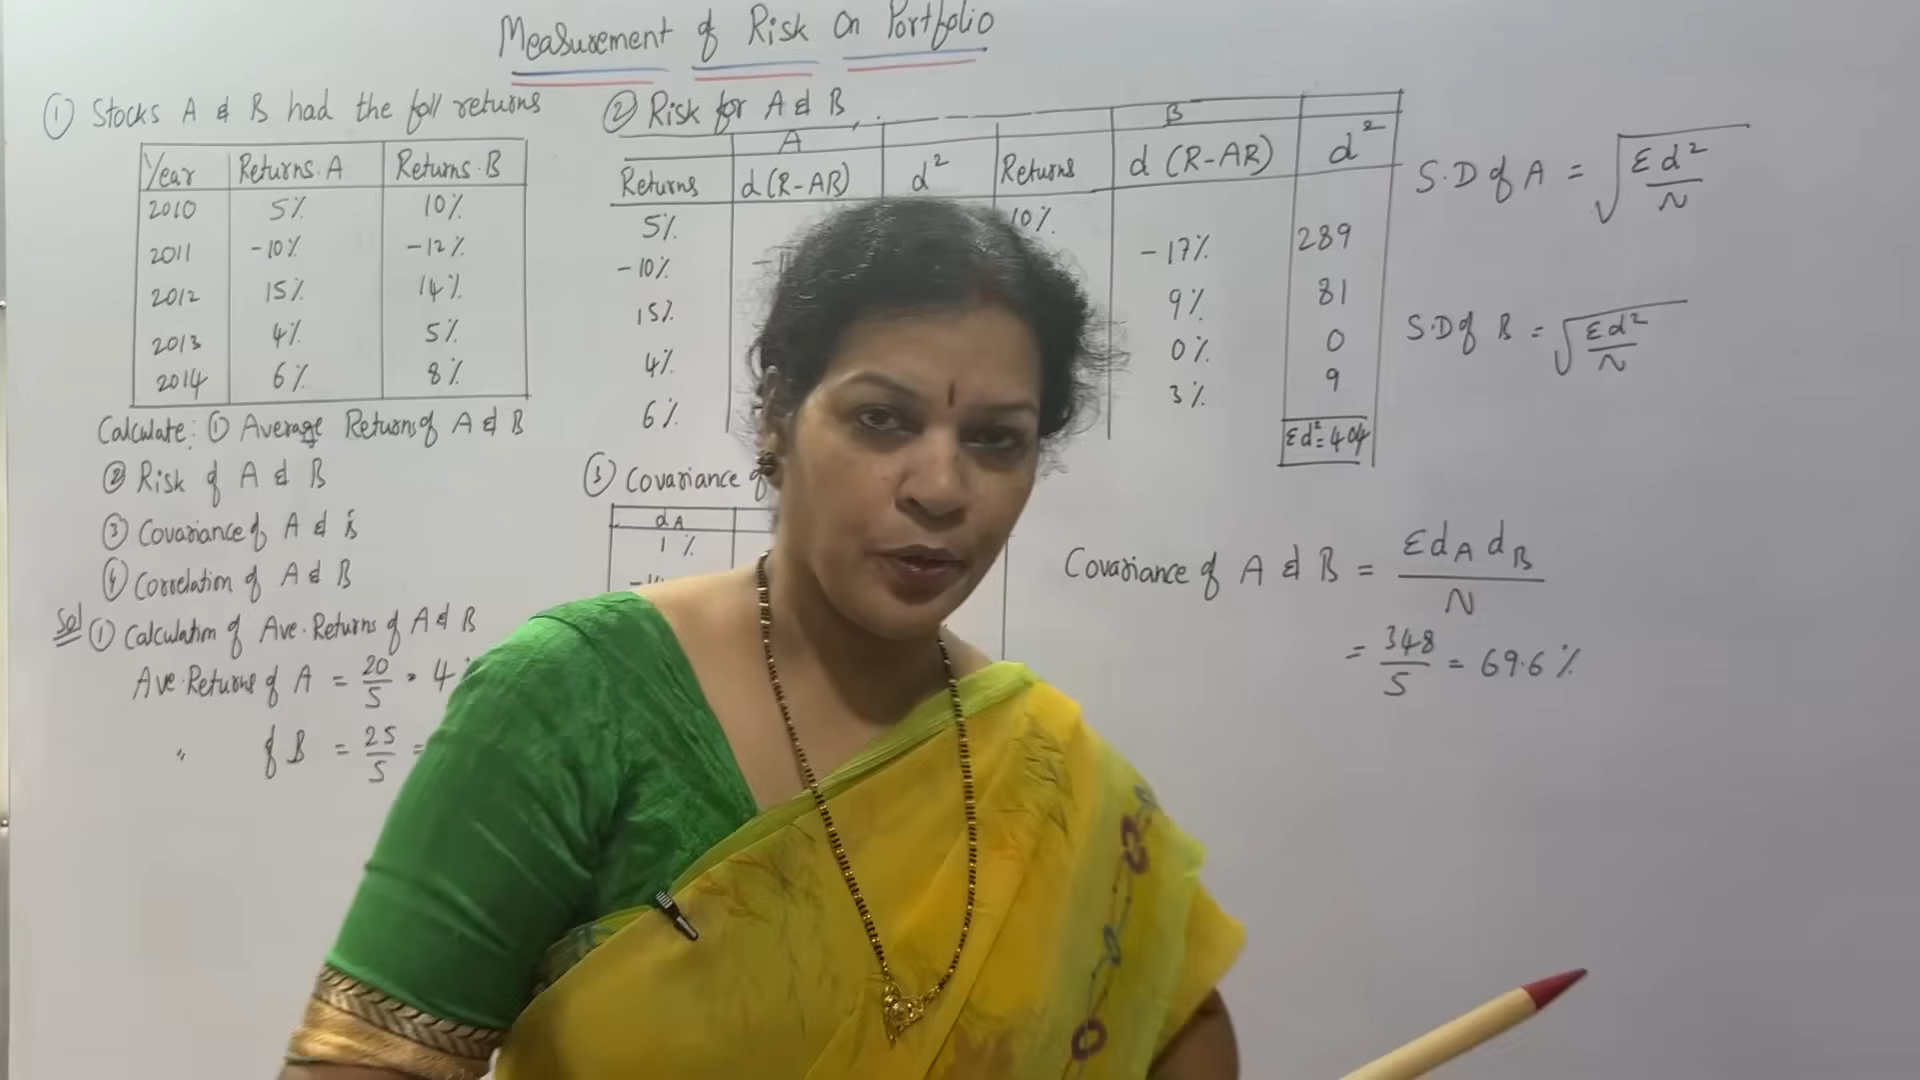 Measurement of Risk on Portfolio
① Stocks A & B had the foll returns
Year Returns.A Returns.B
2010 5% 10%
2011 -10% -12%
2012 15% 14%
2013 4% 5%
2014 6% 8%
Calculate: ① Average Returns of A & B
② Risk of A & B
③ Covariance of A & B
④ Correlation of A & B
Sol ① Calculation of Ave.Returns of A & B
Ave.Returns of A = 20/5 = 4
" of B = 25/5 =
② Risk for A & B
A B
Returns d(R-AR) d² Returns d (R-AR) d²
5% 10%
-10% -17% 289
15% 9% 81
4% 0% 0
6% 3% 9
Σd²=404
③ Covariance of
dA
1%
S.D of A = √Σd²/N
S.D of B = √Σd²/N
Covariance of A & B = ΣdA dB/N
= 348/5 = 69.6%